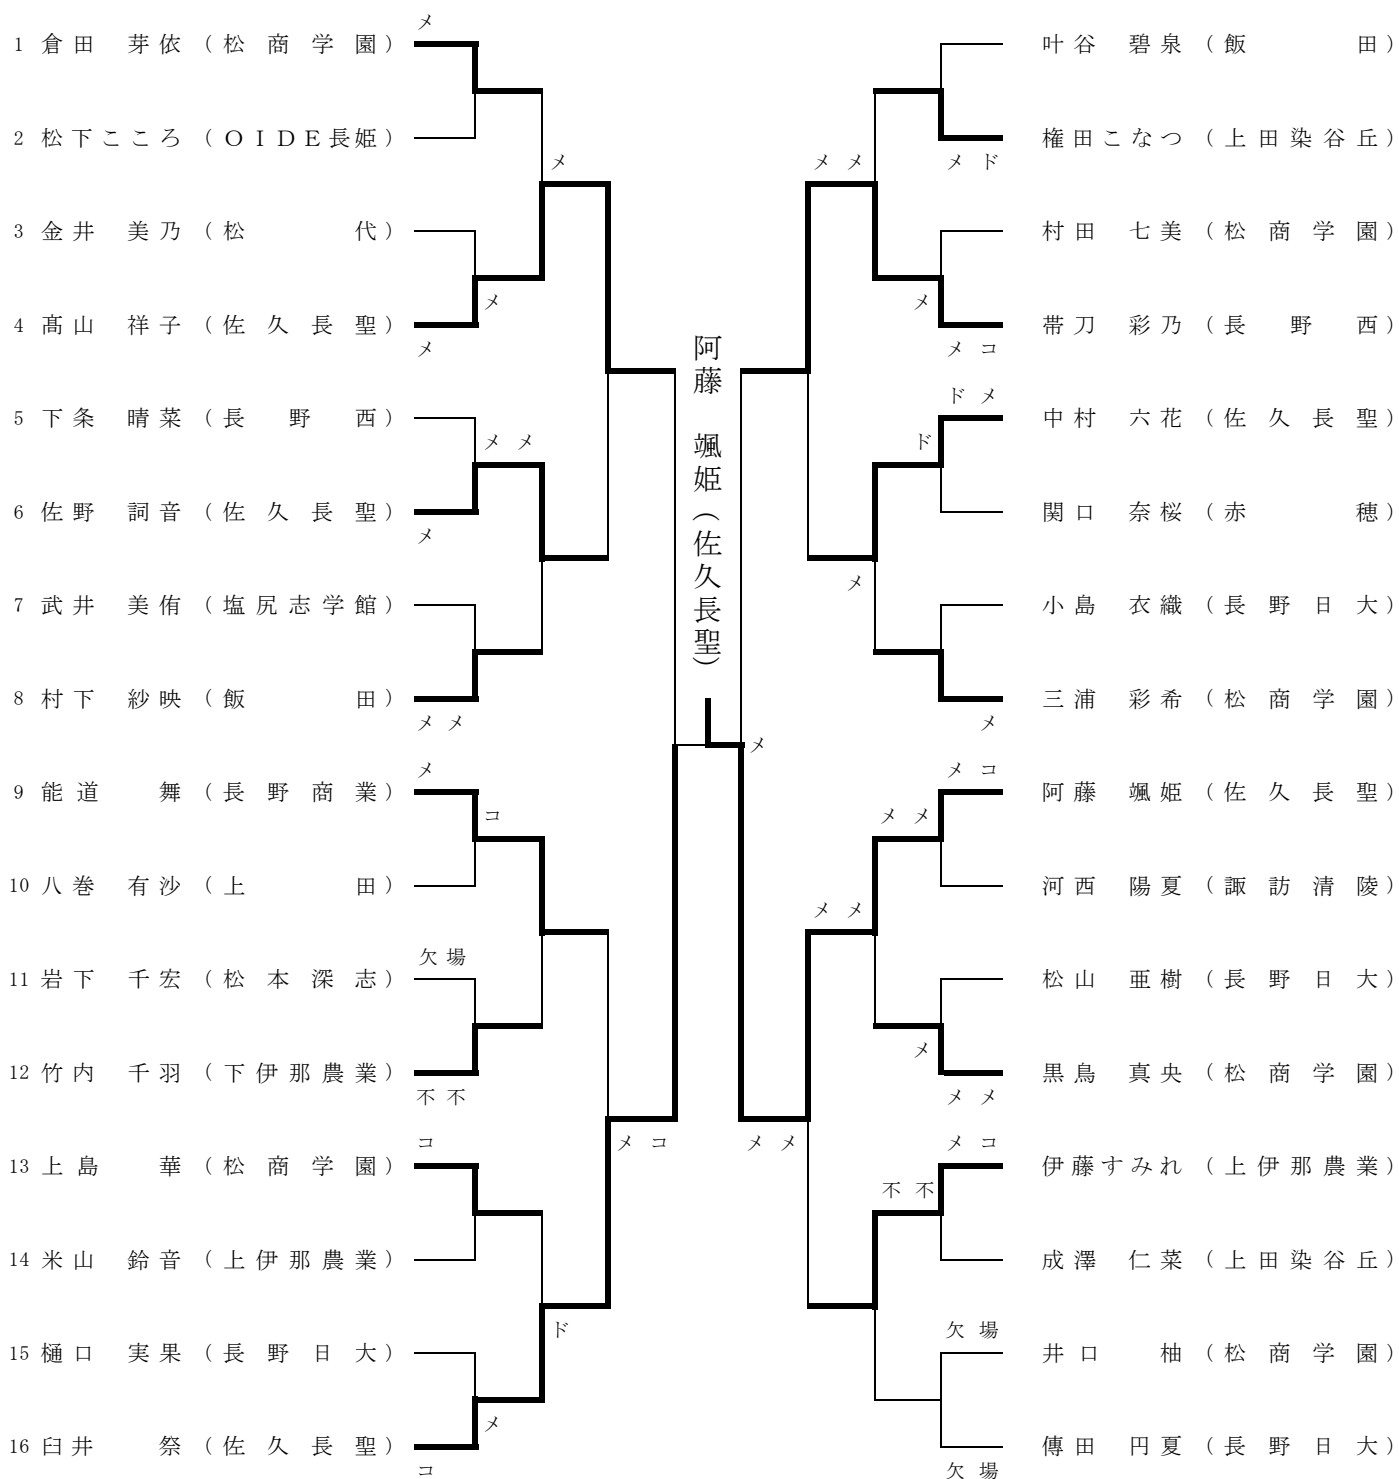 メ
1 倉田 芽依 (松商学園)
2 松下こころ (OIDE長姫)
メ
3 金井 美乃 (松 代)
メ
4 髙山 祥子 (佐久長聖)
メ
5 下条 晴菜 (長野西)
メメ
6 佐野 詞音 (佐久長聖)
メ
7 武井 美侑 (塩尻志学館)
8 村下 紗映 (飯 田)
メメ
メ
9 能道 舞 (長野商業)
コ
10 八巻 有沙 (上 田)
欠場
11 岩下 千宏 (松本深志)
12 竹内 千羽 (下伊那農業)
不不
コ
メコ
13 上島 華 (松商学園)
14 米山 鈴音 (上伊那農業)
ド
15 樋口 実果 (長野日大)
メ
16 臼井 祭 (佐久長聖)
コ
阿藤 颯姫(佐久長聖)
メ
叶谷 碧泉 (飯 田)
権田こなつ (上田染谷丘)
メメ
メド
村田 七美 (松商学園)
メ
帯刀 彩乃 (長野西)
メコ
ドメ
中村 六花 (佐久長聖)
ド
関口 奈桜 (赤 穂)
メ
小島 衣織 (長野日大)
三浦 彩希 (松商学園)
メ
メコ
阿藤 颯姫 (佐久長聖)
メメ
河西 陽夏 (諏訪清陵)
メメ
松山 亜樹 (長野日大)
メ
黒鳥 真央 (松商学園)
メメ
メメ
メコ
伊藤すみれ (上伊那農業)
不不
成澤 仁菜 (上田染谷丘)
欠場
井口 柚 (松商学園)
傳田 円夏 (長野日大)
欠場